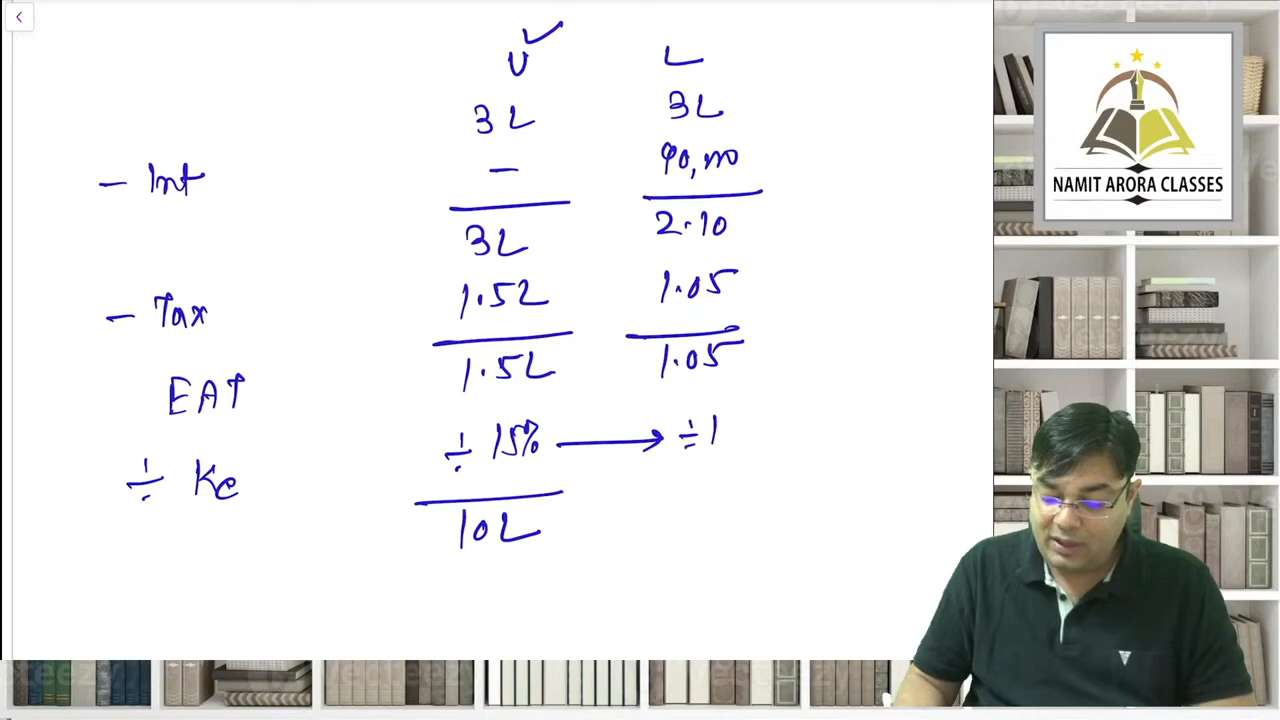 U L
3L 3L
- Int - 90,000
3L 2.10
- Tax 1.5L 1.05
EAT 1.5L 1.05
÷ Ke ÷ 15% → ÷ 1
10L
NAMIT ARORA CLASSES